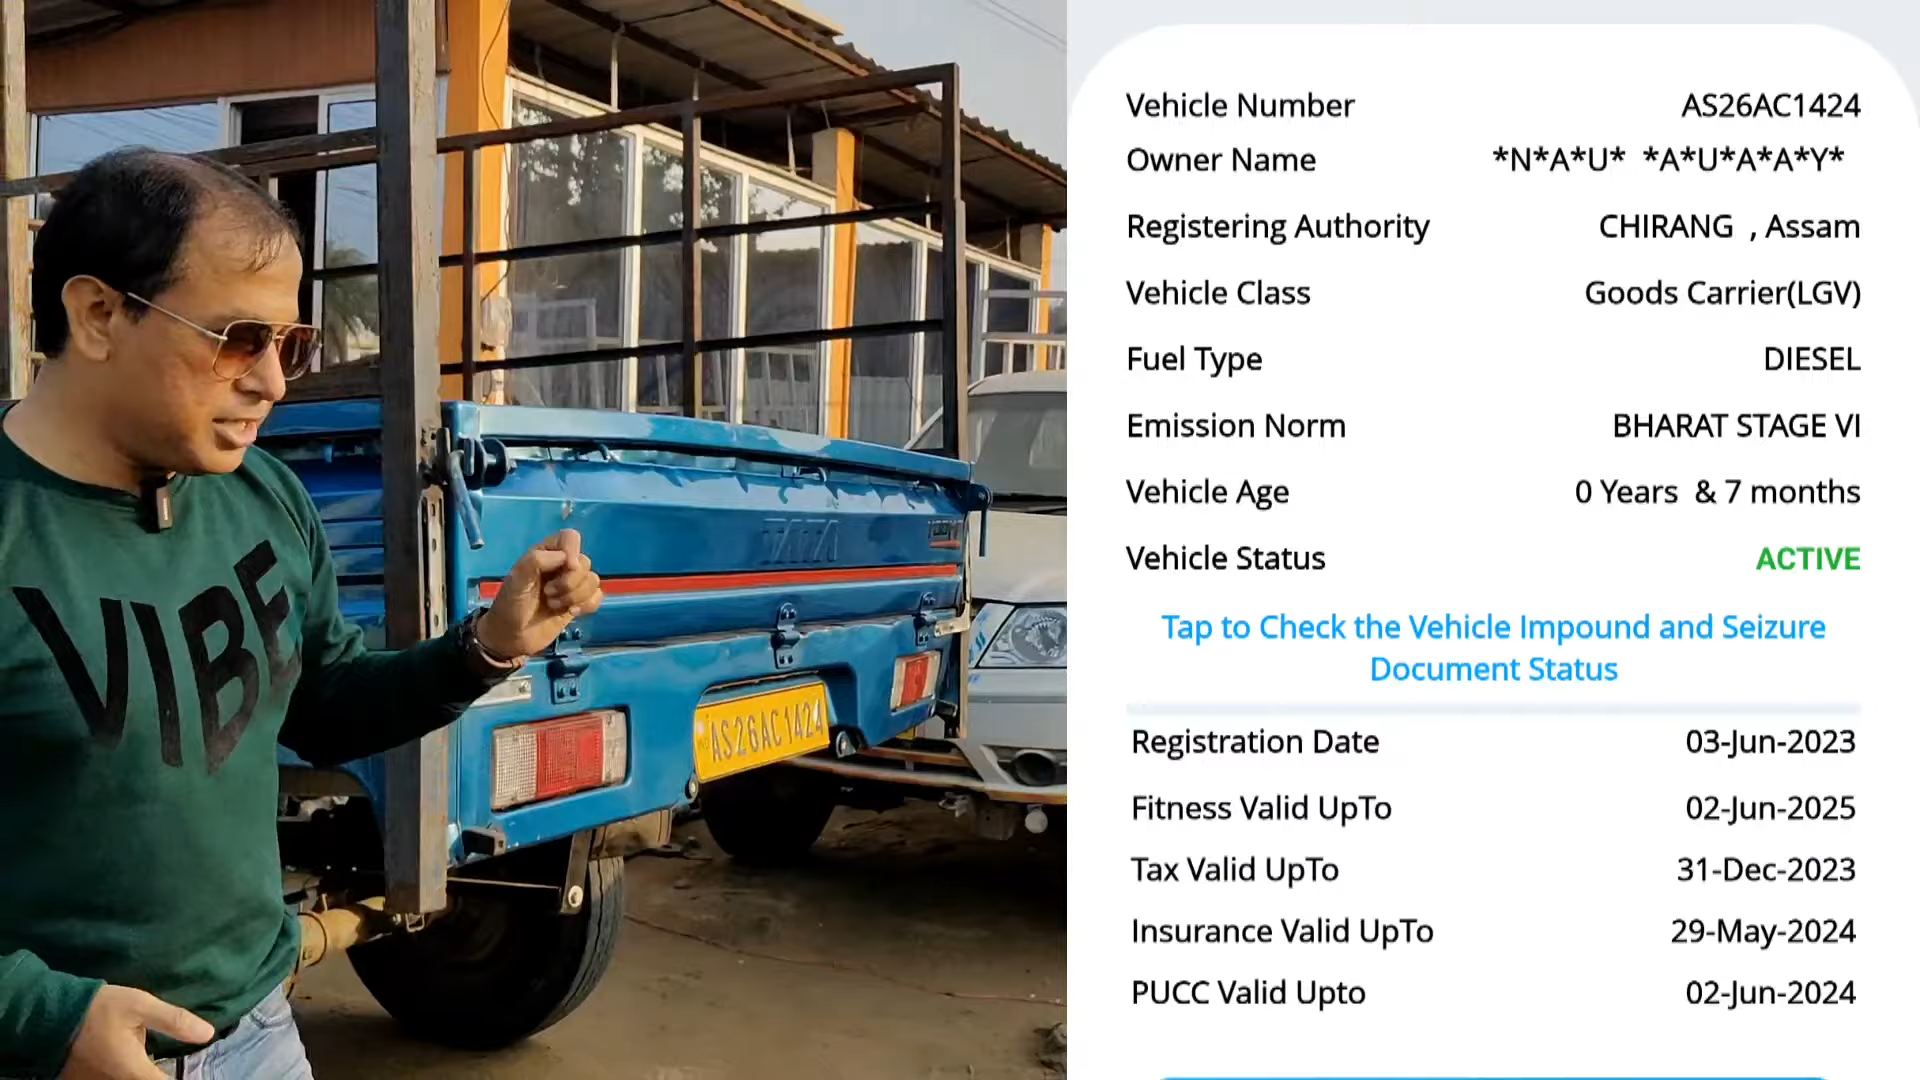 VIBE
TATA
AS26AC1424
Vehicle Number AS26AC1424
Owner Name *N*A*U* *A*U*A*A*Y*
Registering Authority CHIRANG , Assam
Vehicle Class Goods Carrier(LGV)
Fuel Type DIESEL
Emission Norm BHARAT STAGE VI
Vehicle Age 0 Years & 7 months
Vehicle Status ACTIVE
Tap to Check the Vehicle Impound and Seizure
Document Status
Registration Date 03-Jun-2023
Fitness Valid UpTo 02-Jun-2025
Tax Valid UpTo 31-Dec-2023
Insurance Valid UpTo 29-May-2024
PUCC Valid Upto 02-Jun-2024